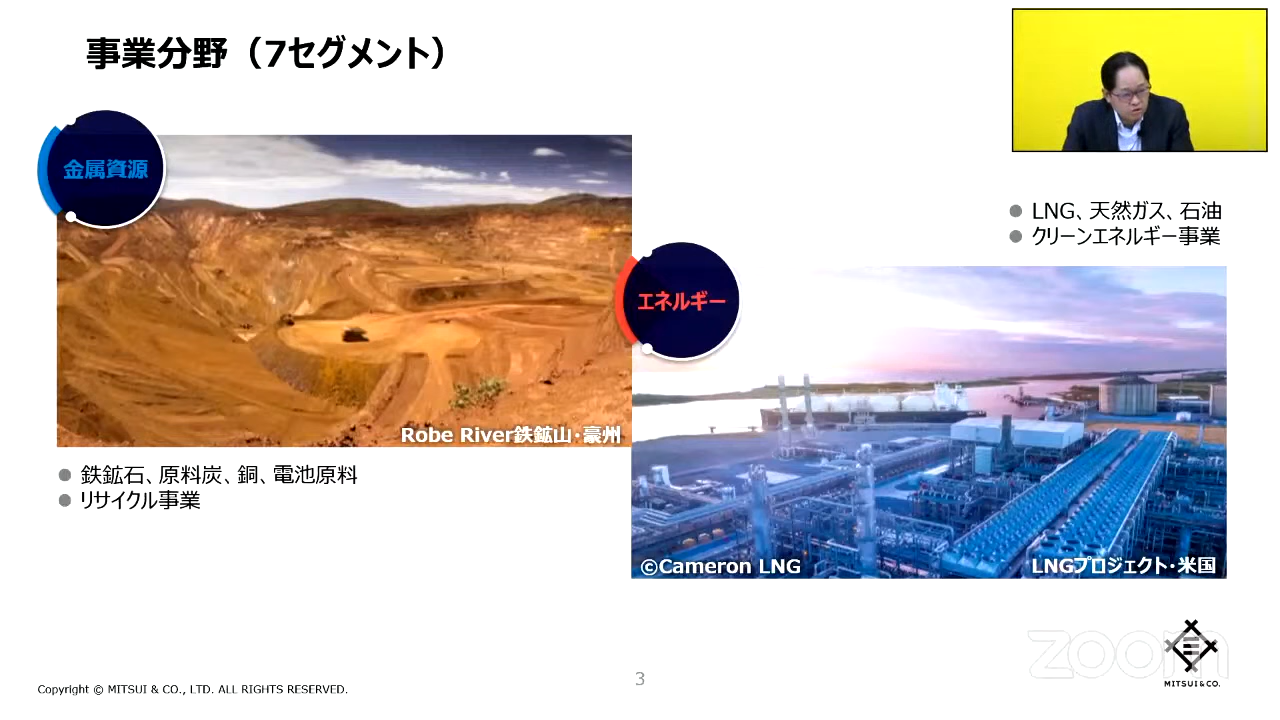 事業分野（7セグメント）
金属資源
Robe River鉄鉱山・豪州
● 鉄鉱石、原料炭、銅、電池原料
● リサイクル事業
エネルギー
● LNG、天然ガス、石油
● クリーンエネルギー事業
©Cameron LNG
LNGプロジェクト・米国
zoom
MITSUI & CO.
Copyright © MITSUI & CO., LTD. ALL RIGHTS RESERVED.
3